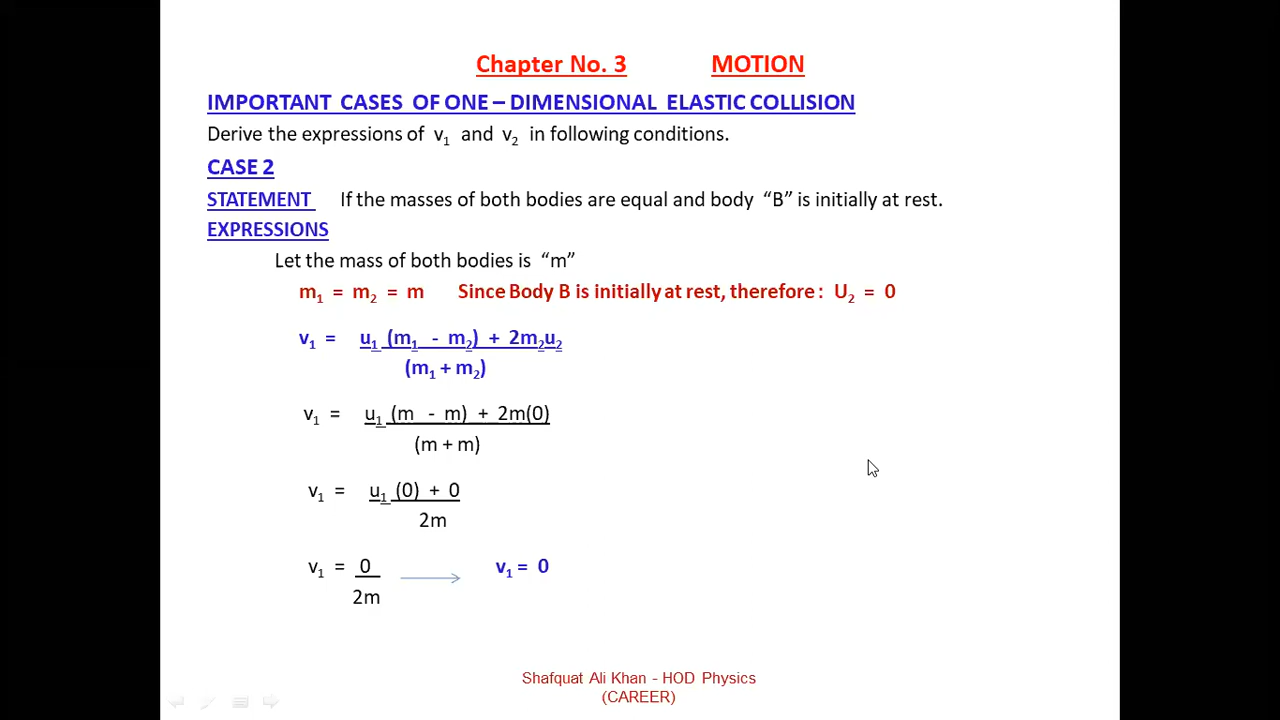 Chapter No. 3 MOTION
IMPORTANT CASES OF ONE – DIMENSIONAL ELASTIC COLLISION
Derive the expressions of v₁ and v₂ in following conditions.
CASE 2
STATEMENT If the masses of both bodies are equal and body “B” is initially at rest.
EXPRESSIONS
Let the mass of both bodies is “m”
m₁ = m₂ = m Since Body B is initially at rest, therefore : U₂ = 0
v₁ = u₁ (m₁ - m₂) + 2m₂u₂
(m₁ + m₂)
v₁ = u₁ (m - m) + 2m(0)
(m + m)
v₁ = u₁ (0) + 0
2m
v₁ = 0 → v₁ = 0
2m
Shafquat Ali Khan - HOD Physics
(CAREER)